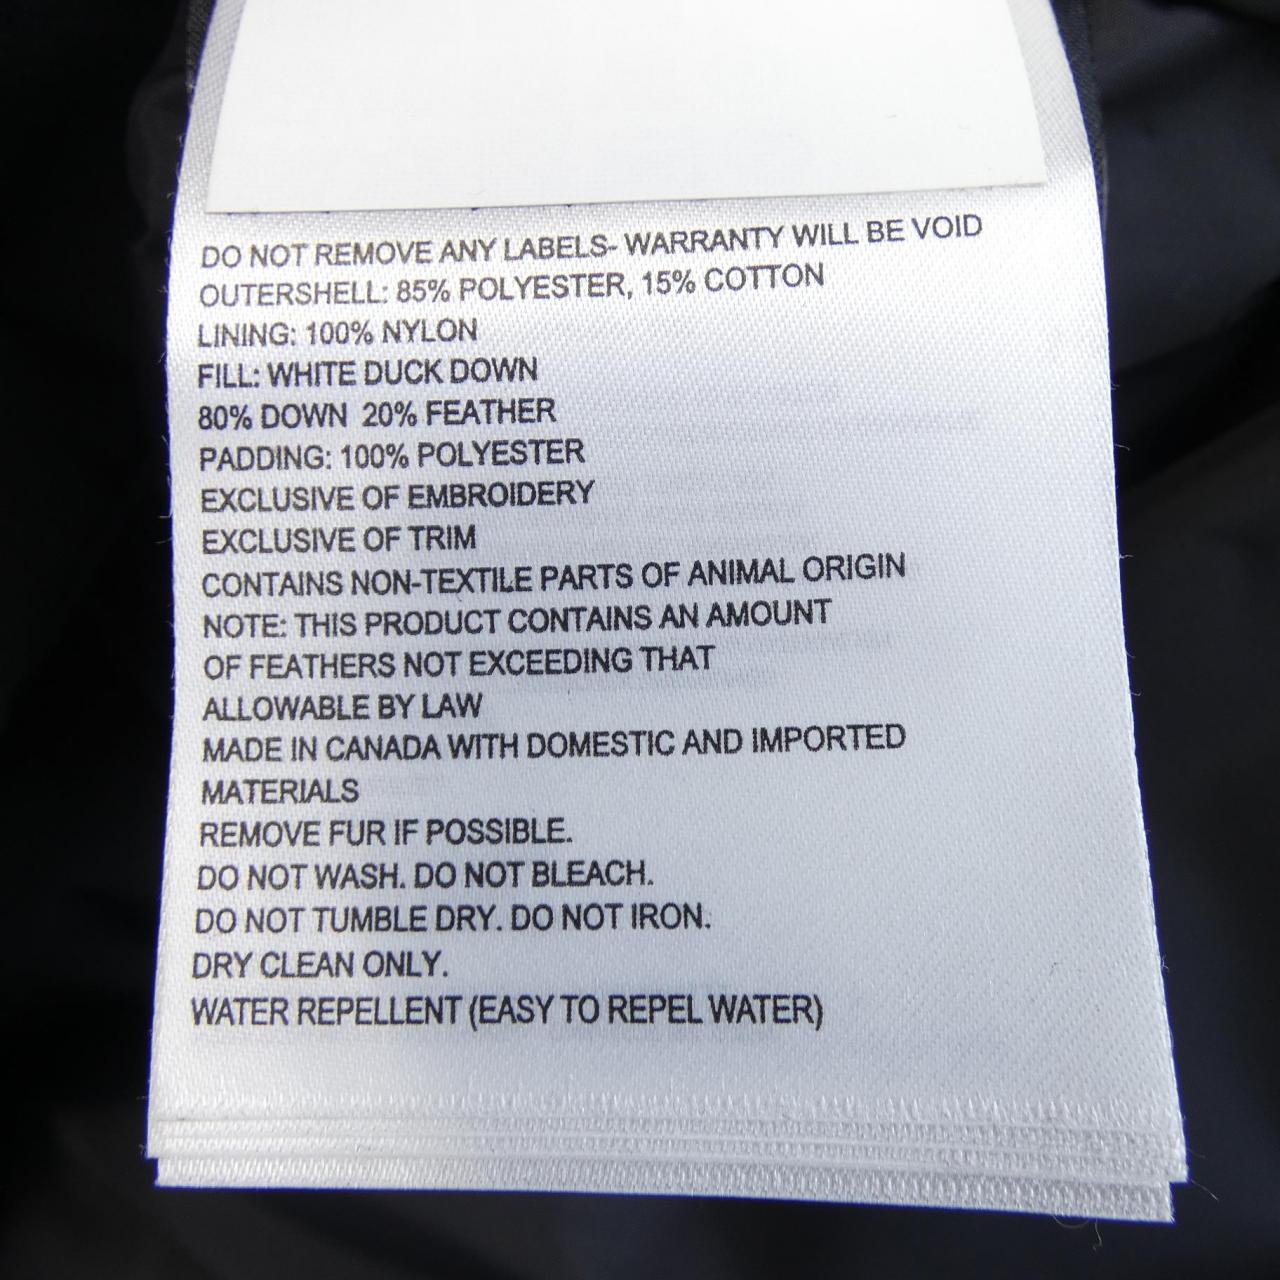 DO NOT REMOVE ANY LABELS- WARRANTY WILL BE VOID
OUTERSHELL: 85% POLYESTER, 15% COTTON
LINING: 100% NYLON
FILL: WHITE DUCK DOWN
80% DOWN  20% FEATHER
PADDING: 100% POLYESTER
EXCLUSIVE OF EMBROIDERY
EXCLUSIVE OF TRIM
CONTAINS NON-TEXTILE PARTS OF ANIMAL ORIGIN
NOTE: THIS PRODUCT CONTAINS AN AMOUNT
OF FEATHERS NOT EXCEEDING THAT
ALLOWABLE BY LAW
MADE IN CANADA WITH DOMESTIC AND IMPORTED
MATERIALS
REMOVE FUR IF POSSIBLE.
DO NOT WASH. DO NOT BLEACH.
DO NOT TUMBLE DRY. DO NOT IRON.
DRY CLEAN ONLY.
WATER REPELLENT (EASY TO REPEL WATER)